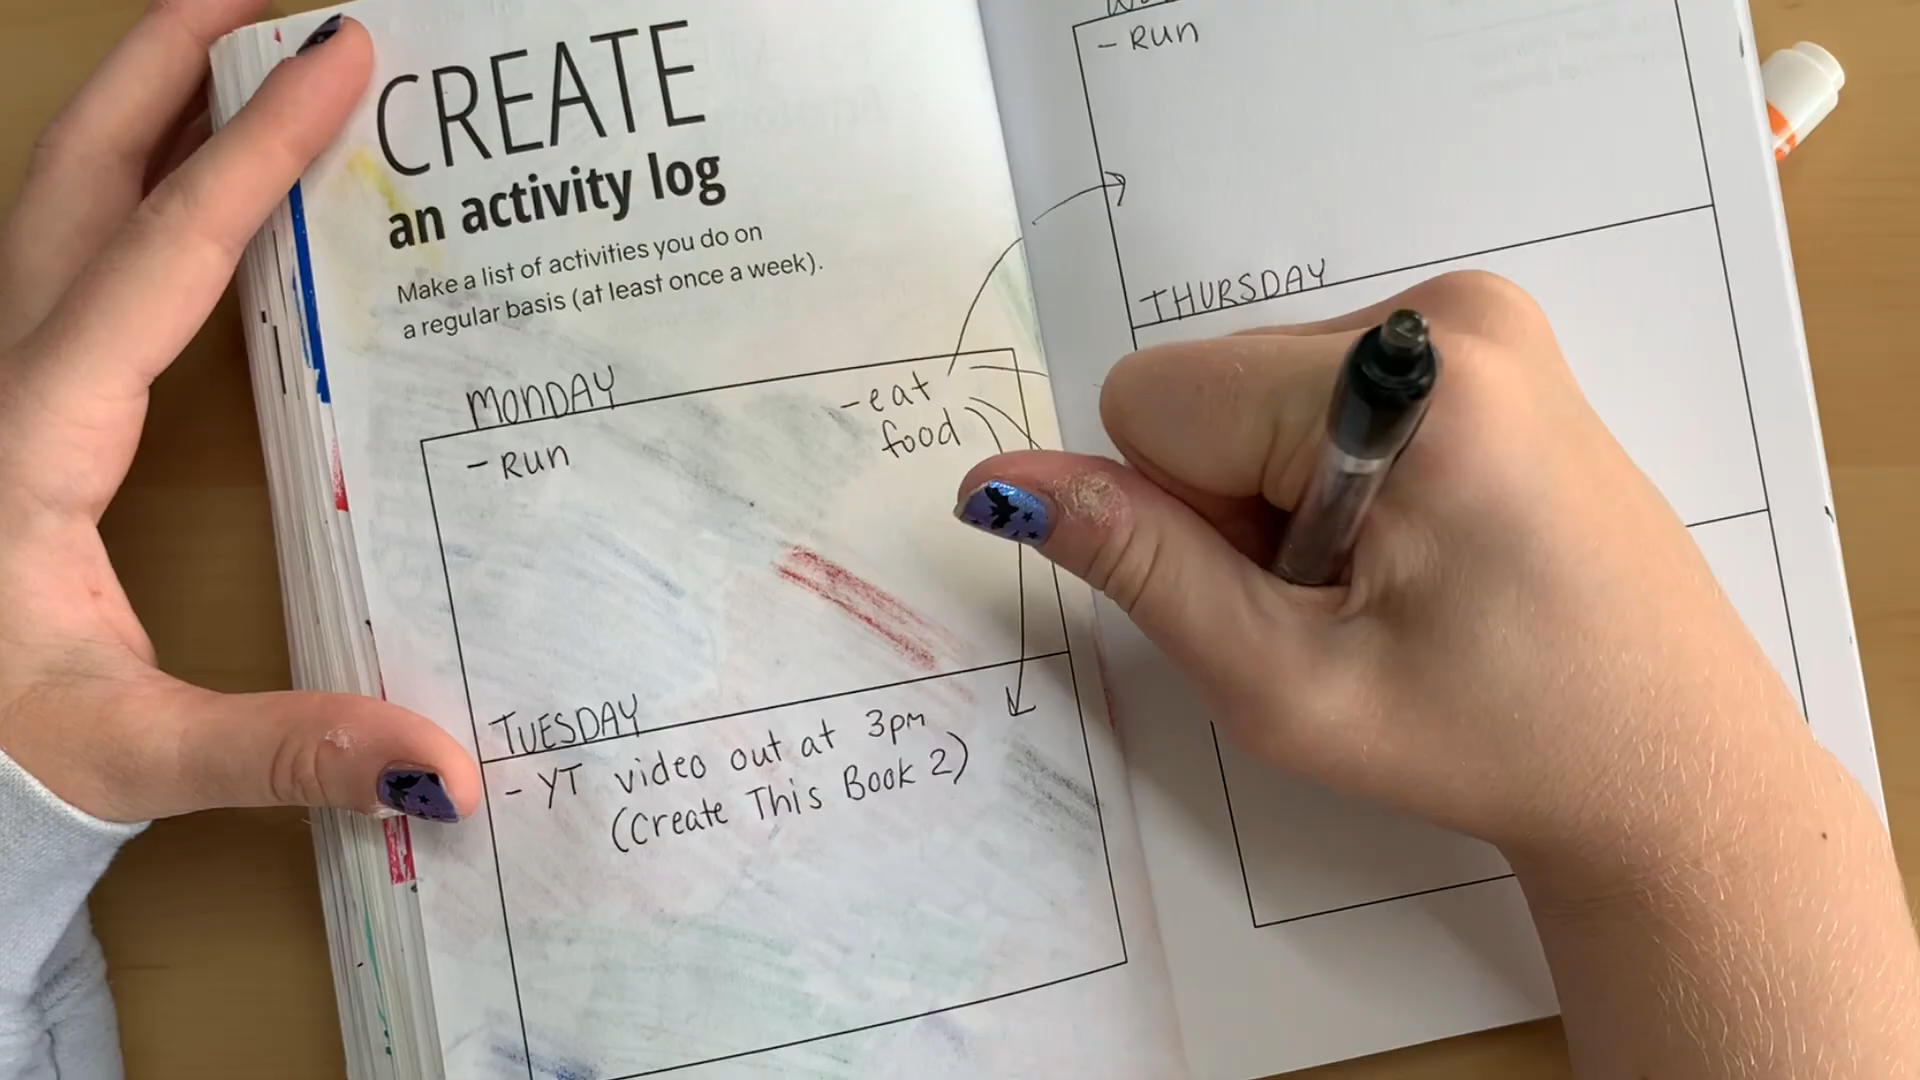 CREATE
an activity log
Make a list of activities you do on
a regular basis (at least once a week).
MONDAY
- Run
- eat
food
TUESDAY
- YT video out at 3pm
(Create This Book 2)
- Run
THURSDAY